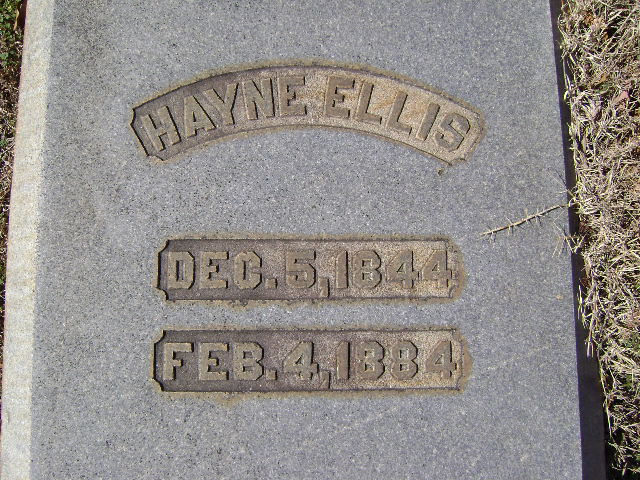 HAYNE ELLIS
DEC. 5, 1844
FEB. 4, 1884